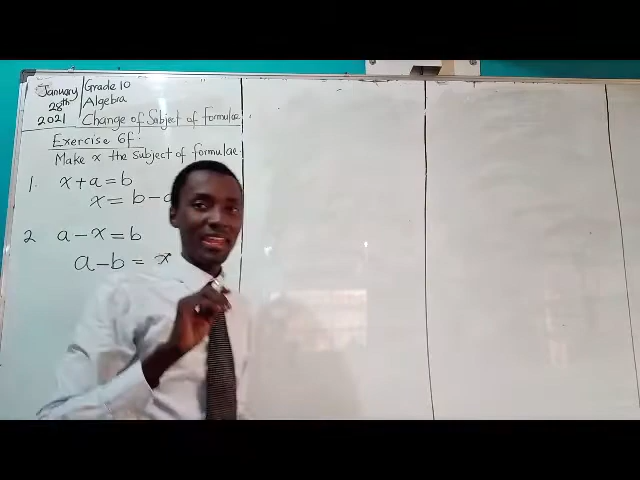 January 28th 2021
Grade 10
Algebra
Change of Subject of Formulae
Exercise 6f:
Make x the subject of formulae.
1. x + a = b
x = b - a
2 a - x = b
a - b = x